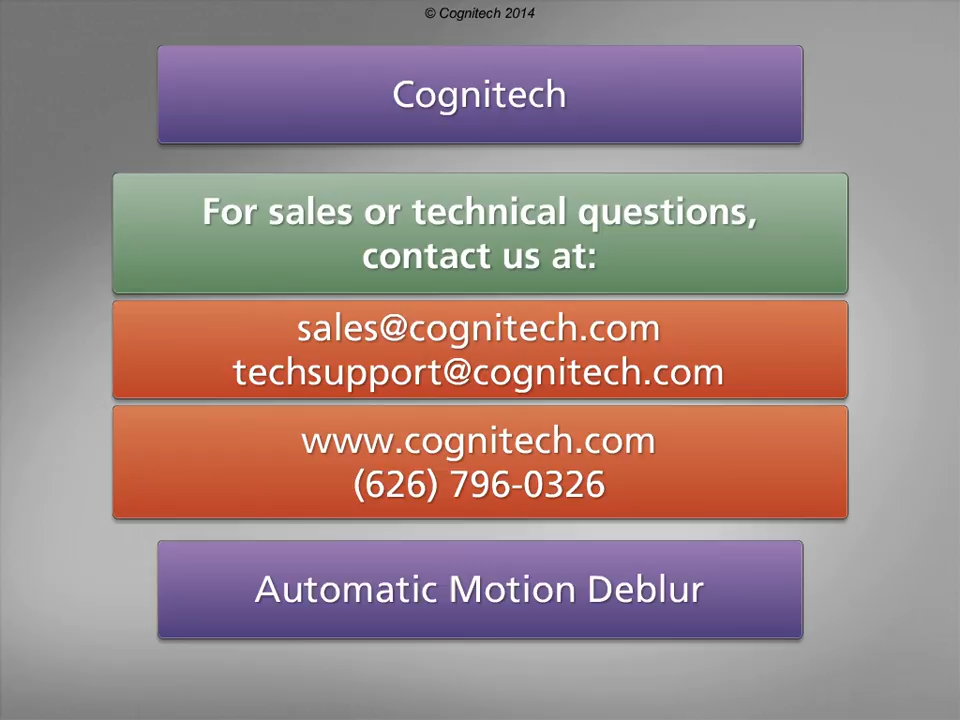 © Cognitech 2014
Cognitech
For sales or technical questions,
contact us at:
sales@cognitech.com
techsupport@cognitech.com
www.cognitech.com
(626) 796-0326
Automatic Motion Deblur